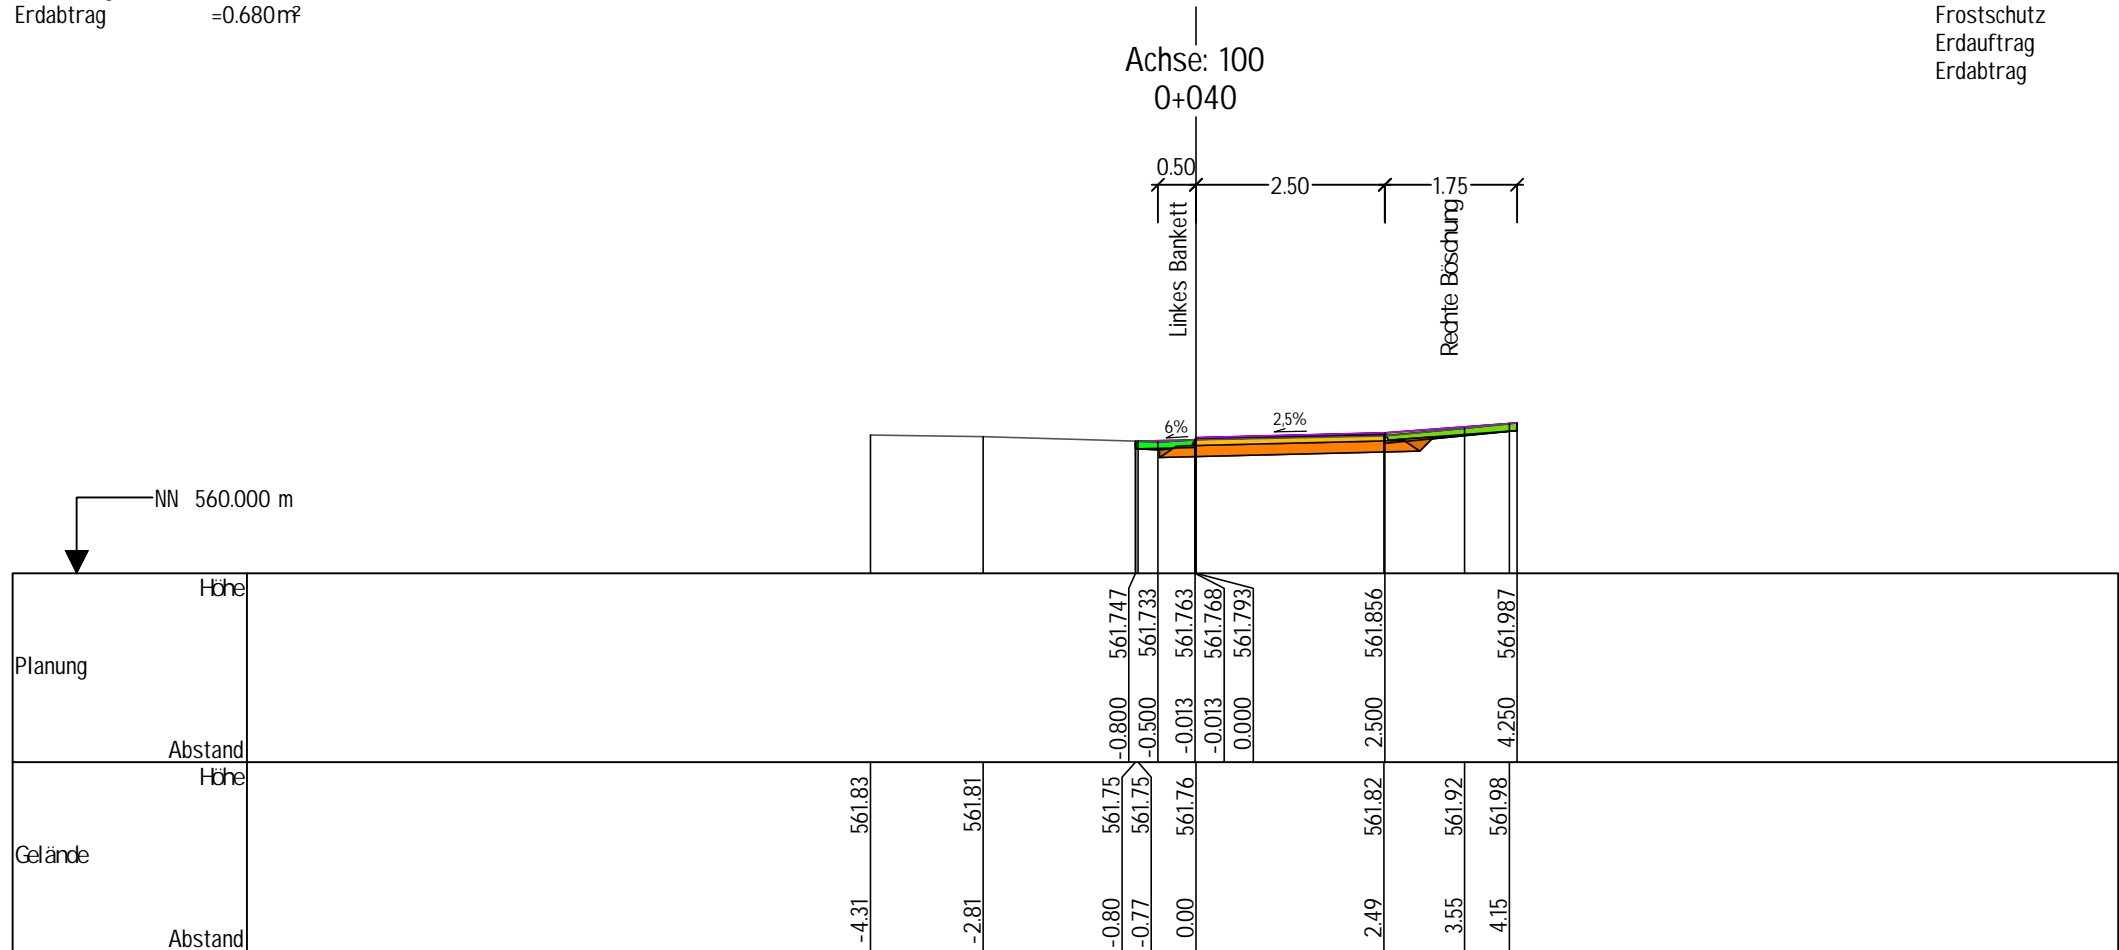 Erdabtrag =0.680m²
Frostschutz
Erdauftrag
Erdabtrag
Achse: 100
0+040
0.50 2.50 1.75
Linkes Bankett
Rechte Böschung
6% 2,5%
NN 560.000 m
Höhe
561.747 561.733 561.763 561.768 561.793 561.856 561.987
Planung
-0.800 -0.500 -0.013 -0.013 0.000 2.500 4.250
Abstand
Höhe
561.83 561.81 561.75 561.75 561.76 561.82 561.92 561.98
Gelände
-4.31 -2.81 -0.80 -0.77 0.00 2.49 3.55 4.15
Abstand